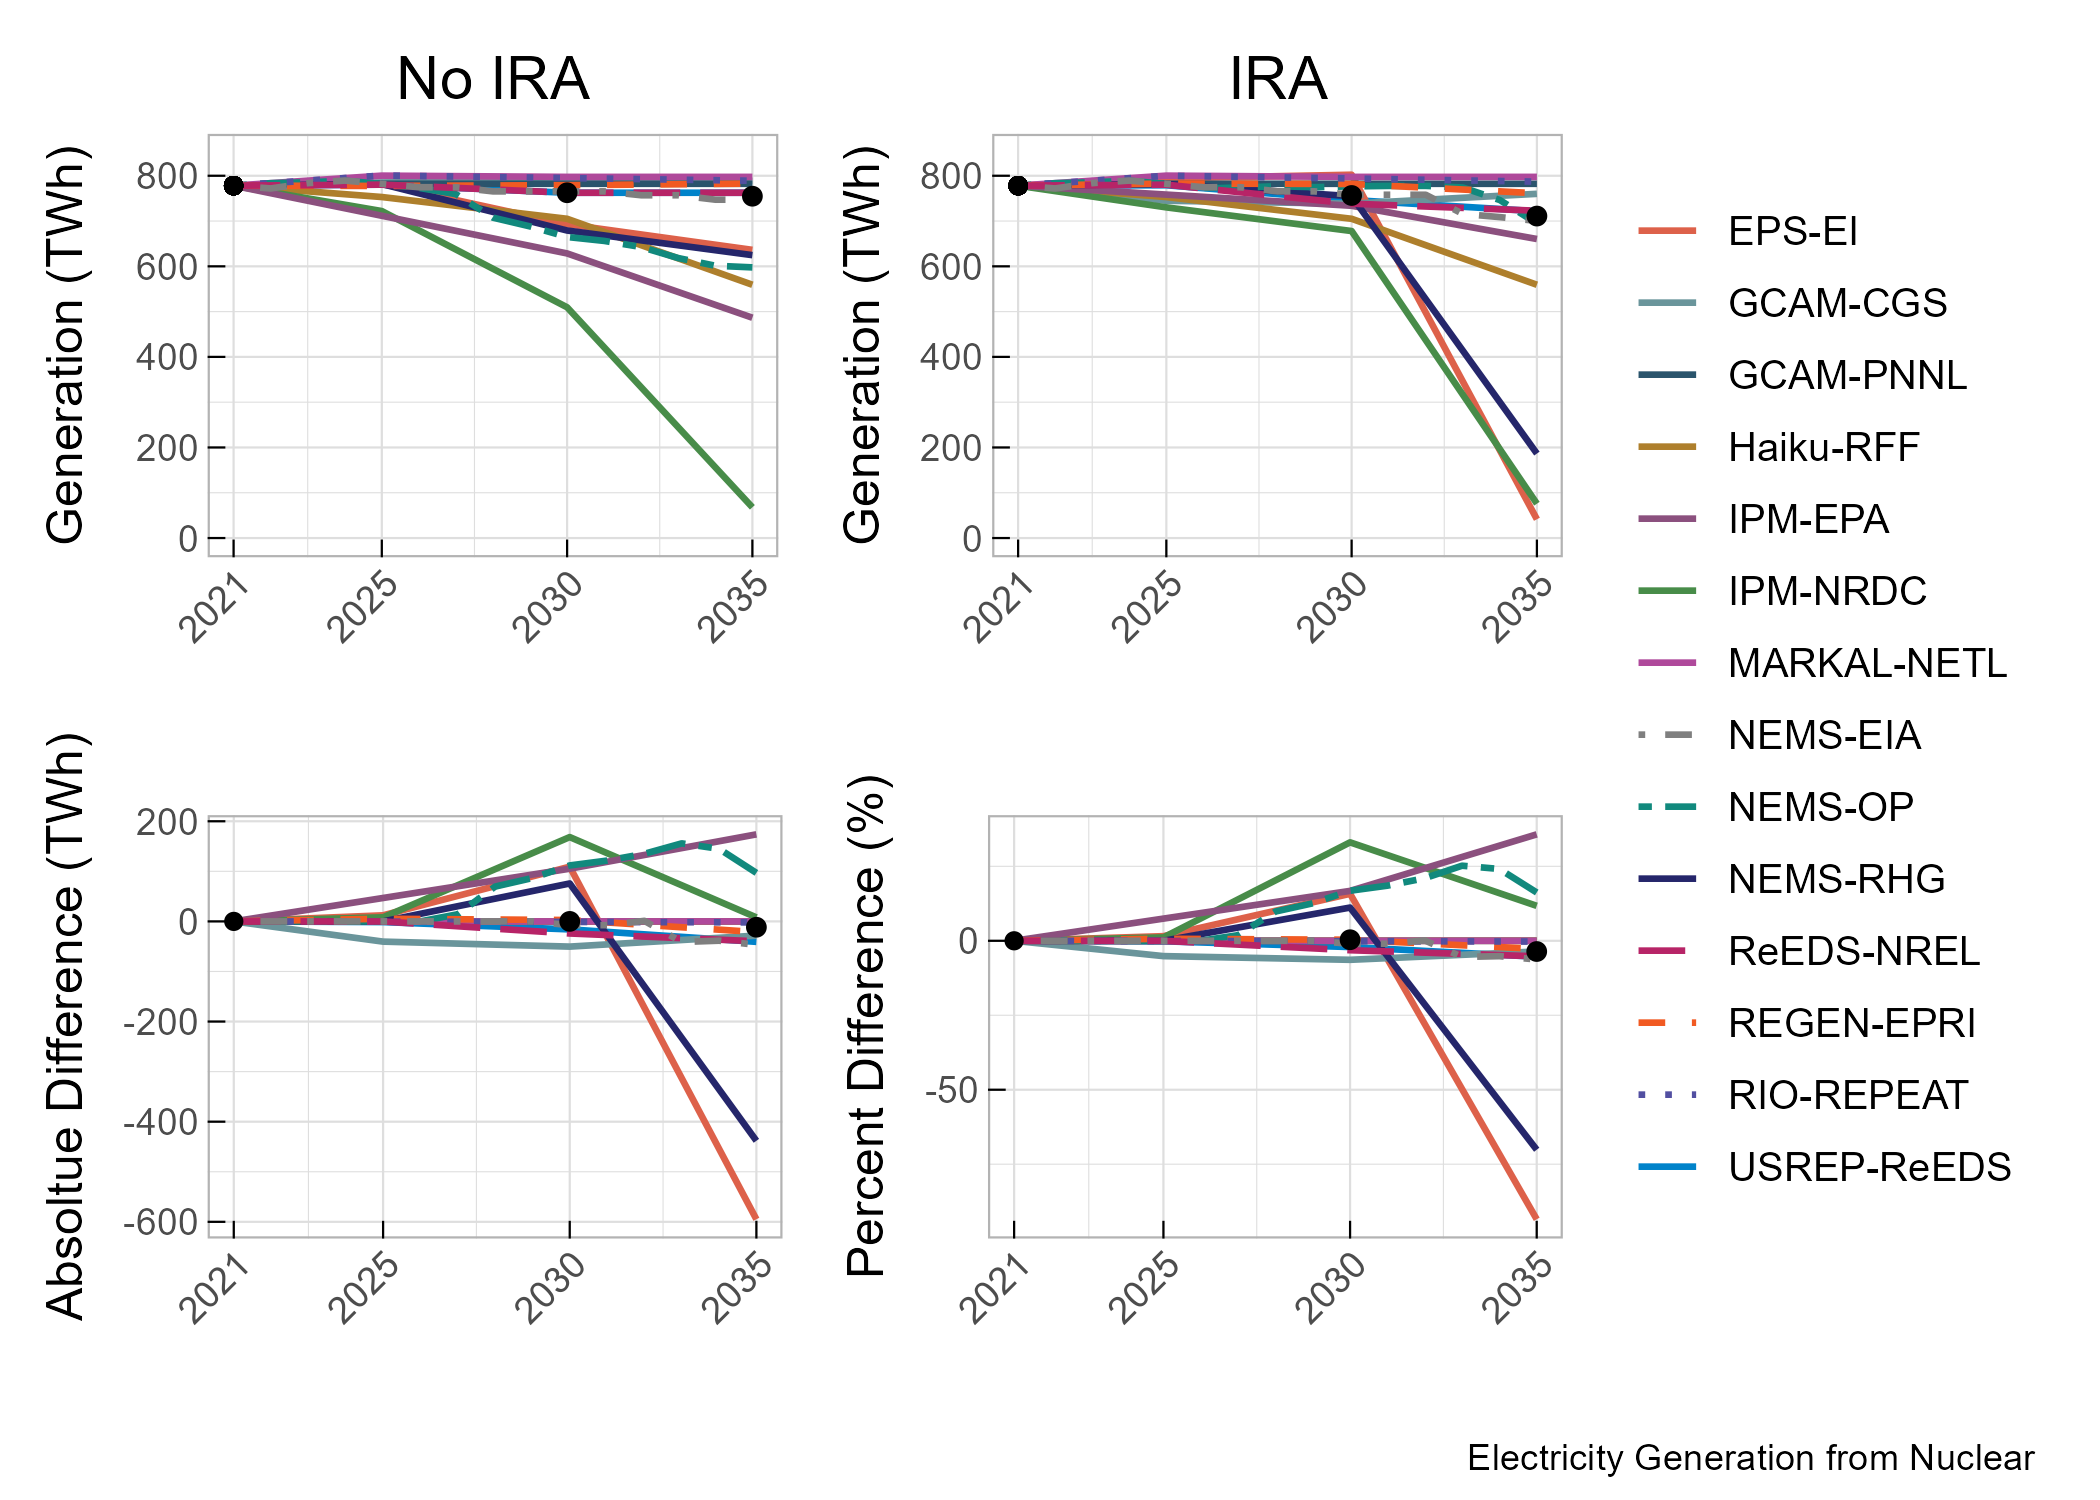 No IRA
IRA
Generation (TWh)
800
600
400
200
0
2021
2025
2030
2035
Generation (TWh)
800
600
400
200
0
2021
2025
2030
2035
Absoltue Difference (TWh)
200
0
-200
-400
-600
2021
2025
2030
2035
Percent Difference (%)
0
-50
2021
2025
2030
2035
EPS-EI
GCAM-CGS
GCAM-PNNL
Haiku-RFF
IPM-EPA
IPM-NRDC
MARKAL-NETL
NEMS-EIA
NEMS-OP
NEMS-RHG
ReEDS-NREL
REGEN-EPRI
RIO-REPEAT
USREP-ReEDS
Electricity Generation from Nuclear